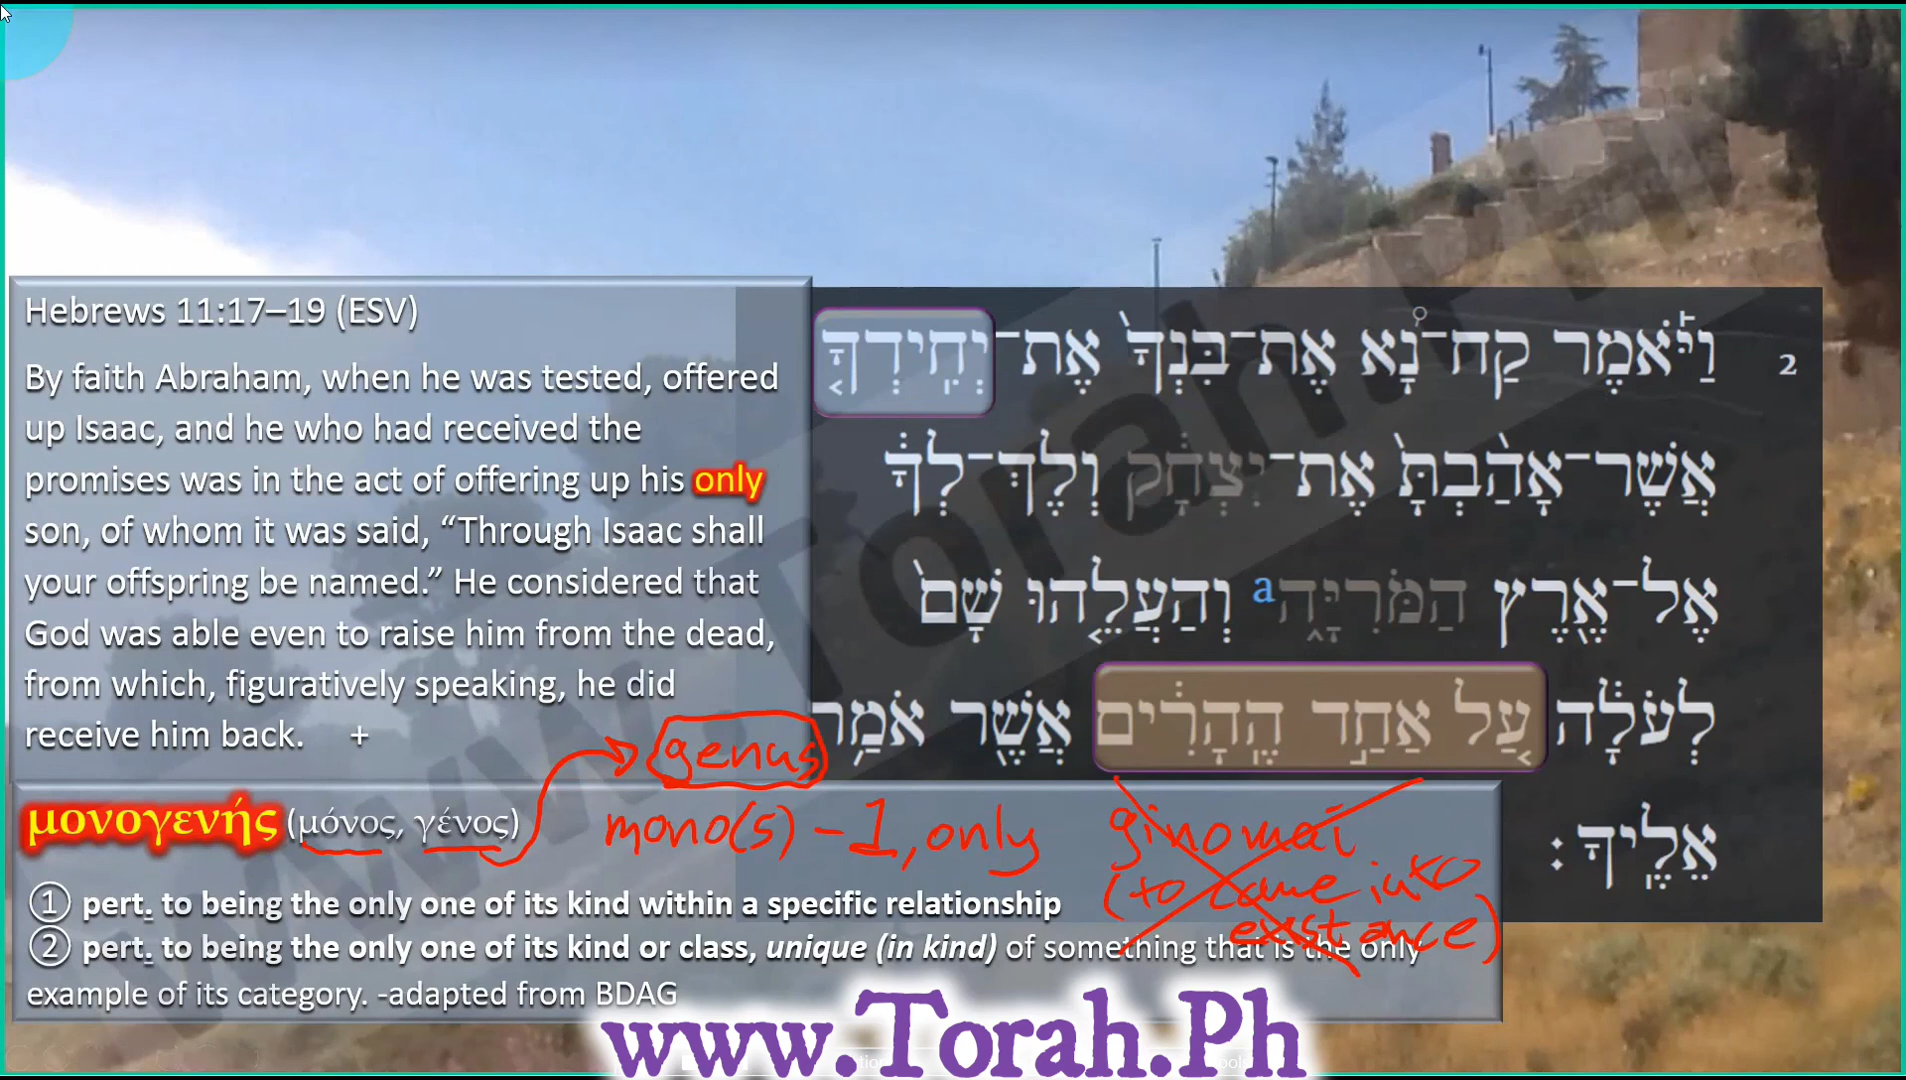 Hebrews 11:17–19 (ESV)
By faith Abraham, when he was tested, offered
up Isaac, and he who had received the
promises was in the act of offering up his only
son, of whom it was said, “Through Isaac shall
your offspring be named.” He considered that
God was able even to raise him from the dead,
from which, figuratively speaking, he did
receive him back. +
genus
μονογενής (μόνος, γένος)
mono(s) - 1, only
ginomai
(to come into
existance)
① pert. to being the only one of its kind within a specific relationship
② pert. to being the only one of its kind or class, unique (in kind) of something that is the only
example of its category. -adapted from BDAG
2 וַיֹּ֡אמֶר קַח־נָ֠א אֶת־בִּנְךָ֨ אֶת־יְחִֽידְךָ֤
אֲשֶׁר־אָהַ֙בְתָּ֙ אֶת־יִצְחָ֔ק וְלֶךְ־לְךָ֔
אֶל־אֶ֖רֶץ הַמֹּרִיָּ֑ה a וְהַעֲלֵ֤הוּ שָׁם֙
לְעֹלָ֔ה עַ֚ל אַחַ֣ד הֶֽהָרִ֔ים אֲשֶׁ֖ר אֹמַ֥ר
אֵלֶֽיךָ׃
www.Torah.Ph
www.Torah.Ph